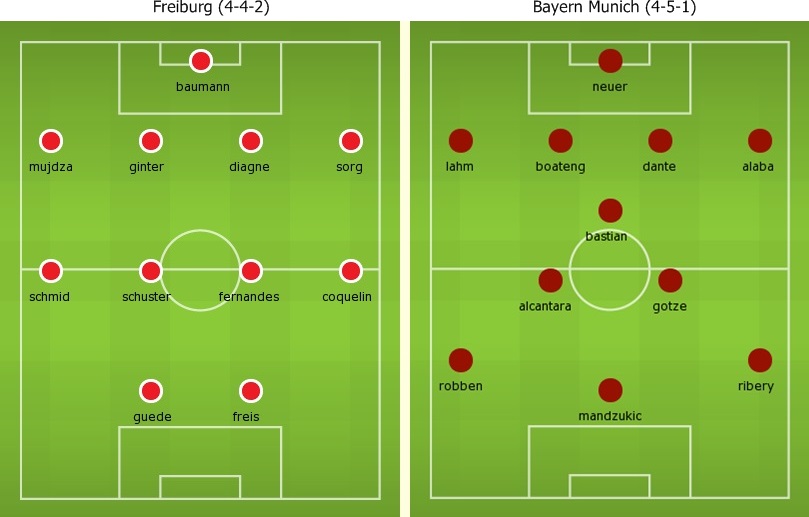 Freiburg (4-4-2)
baumann
mujdza ginter diagne sorg
schmid schuster fernandes coquelin
guede freis
Bayern Munich (4-5-1)
neuer
lahm boateng dante alaba
bastian
alcantara gotze
robben ribery
mandzukic